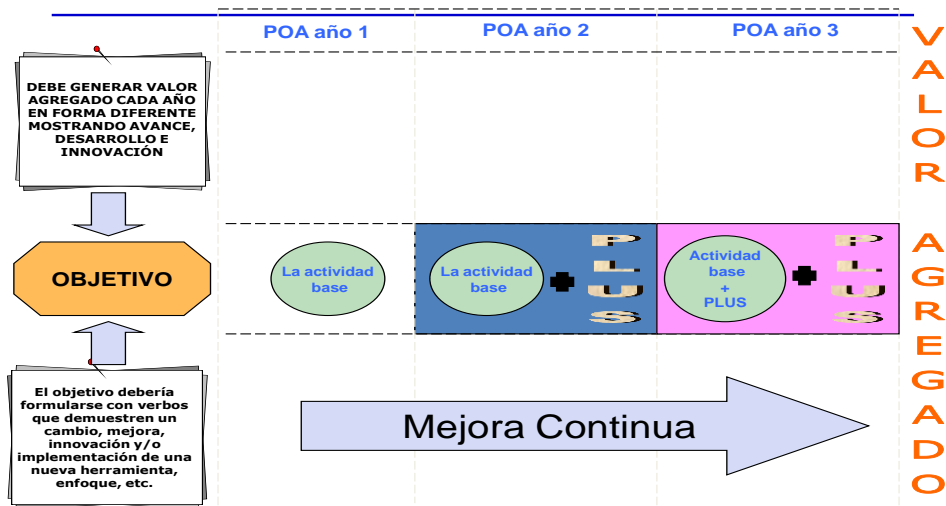 POA año 1
POA año 2
POA año 3
DEBE GENERAR VALOR
AGREGADO CADA AÑO
EN FORMA DIFERENTE
MOSTRANDO AVANCE,
DESARROLLO E
INNOVACIÓN
OBJETIVO
La actividad
base
La actividad
base
+
PLUS
Actividad
base
+
PLUS
+
PLUS
El objetivo debería
formularse con verbos
que demuestren un
cambio, mejora,
innovación y/o
implementación de una
nueva herramienta,
enfoque, etc.
Mejora Continua
VALOR AGREGADO